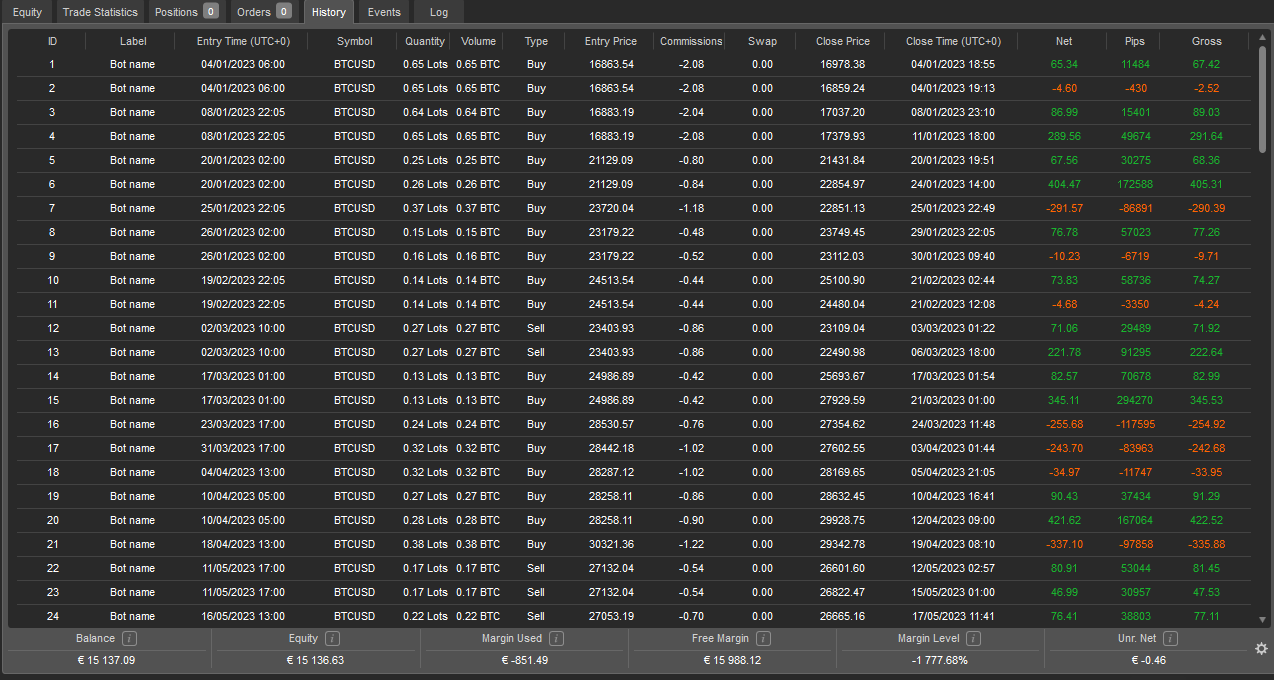 Equity Trade Statistics Positions 0 Orders 0 History Events Log
ID Label Entry Time (UTC+0) Symbol Quantity Volume Type Entry Price Commissions Swap Close Price Close Time (UTC+0) Net Pips Gross
1 Bot name 04/01/2023 06:00 BTCUSD 0.65 Lots 0.65 BTC Buy 16863.54 -2.08 0.00 16978.38 04/01/2023 18:55 65.34 11484 67.42
2 Bot name 04/01/2023 06:00 BTCUSD 0.65 Lots 0.65 BTC Buy 16863.54 -2.08 0.00 16859.24 04/01/2023 19:13 -4.60 -430 -2.52
3 Bot name 08/01/2023 22:05 BTCUSD 0.64 Lots 0.64 BTC Buy 16883.19 -2.04 0.00 17037.20 08/01/2023 23:10 86.99 15401 89.03
4 Bot name 08/01/2023 22:05 BTCUSD 0.65 Lots 0.65 BTC Buy 16883.19 -2.08 0.00 17379.93 11/01/2023 18:00 289.56 49674 291.64
5 Bot name 20/01/2023 02:00 BTCUSD 0.25 Lots 0.25 BTC Buy 21129.09 -0.80 0.00 21431.84 20/01/2023 19:51 67.56 30275 68.36
6 Bot name 20/01/2023 02:00 BTCUSD 0.26 Lots 0.26 BTC Buy 21129.09 -0.84 0.00 22854.97 24/01/2023 14:00 404.47 172588 405.31
7 Bot name 25/01/2023 22:05 BTCUSD 0.37 Lots 0.37 BTC Buy 23720.04 -1.18 0.00 22851.13 25/01/2023 22:49 -291.57 -86891 -290.39
8 Bot name 26/01/2023 02:00 BTCUSD 0.15 Lots 0.15 BTC Buy 23179.22 -0.48 0.00 23749.45 29/01/2023 22:05 76.78 57023 77.26
9 Bot name 26/01/2023 02:00 BTCUSD 0.16 Lots 0.16 BTC Buy 23179.22 -0.52 0.00 23112.03 30/01/2023 09:40 -10.23 -6719 -9.71
10 Bot name 19/02/2023 22:05 BTCUSD 0.14 Lots 0.14 BTC Buy 24513.54 -0.44 0.00 25100.90 21/02/2023 02:44 73.83 58736 74.27
11 Bot name 19/02/2023 22:05 BTCUSD 0.14 Lots 0.14 BTC Buy 24513.54 -0.44 0.00 24480.04 21/02/2023 12:08 -4.68 -3350 -4.24
12 Bot name 02/03/2023 10:00 BTCUSD 0.27 Lots 0.27 BTC Sell 23403.93 -0.86 0.00 23109.04 03/03/2023 01:22 71.06 29489 71.92
13 Bot name 02/03/2023 10:00 BTCUSD 0.27 Lots 0.27 BTC Sell 23403.93 -0.86 0.00 22490.98 06/03/2023 18:00 221.78 91295 222.64
14 Bot name 17/03/2023 01:00 BTCUSD 0.13 Lots 0.13 BTC Buy 24986.89 -0.42 0.00 25693.67 17/03/2023 01:54 82.57 70678 82.99
15 Bot name 17/03/2023 01:00 BTCUSD 0.13 Lots 0.13 BTC Buy 24986.89 -0.42 0.00 27929.59 21/03/2023 01:00 345.11 294270 345.53
16 Bot name 23/03/2023 17:00 BTCUSD 0.24 Lots 0.24 BTC Buy 28530.57 -0.76 0.00 27354.62 24/03/2023 11:48 -255.68 -117595 -254.92
17 Bot name 31/03/2023 17:00 BTCUSD 0.32 Lots 0.32 BTC Buy 28442.18 -1.02 0.00 27602.55 03/04/2023 01:44 -243.70 -83963 -242.68
18 Bot name 04/04/2023 13:00 BTCUSD 0.32 Lots 0.32 BTC Buy 28287.12 -1.02 0.00 28169.65 05/04/2023 21:05 -34.97 -11747 -33.95
19 Bot name 10/04/2023 05:00 BTCUSD 0.27 Lots 0.27 BTC Buy 28258.11 -0.86 0.00 28632.45 10/04/2023 16:41 90.43 37434 91.29
20 Bot name 10/04/2023 05:00 BTCUSD 0.28 Lots 0.28 BTC Buy 28258.11 -0.90 0.00 29928.75 12/04/2023 09:00 421.62 167064 422.52
21 Bot name 18/04/2023 13:00 BTCUSD 0.38 Lots 0.38 BTC Buy 30321.36 -1.22 0.00 29342.78 19/04/2023 08:10 -337.10 -97858 -335.88
22 Bot name 11/05/2023 17:00 BTCUSD 0.17 Lots 0.17 BTC Sell 27132.04 -0.54 0.00 26601.60 12/05/2023 02:57 80.91 53044 81.45
23 Bot name 11/05/2023 17:00 BTCUSD 0.17 Lots 0.17 BTC Sell 27132.04 -0.54 0.00 26822.47 15/05/2023 01:00 46.99 30957 47.53
24 Bot name 16/05/2023 13:00 BTCUSD 0.22 Lots 0.22 BTC Sell 27053.19 -0.70 0.00 26665.16 17/05/2023 11:41 76.41 38803 77.11
Balance i Equity i Margin Used i Free Margin i Margin Level i Unr. Net i
€ 15 137.09 € 15 136.63 € -851.49 € 15 988.12 -1 777.68% € -0.46